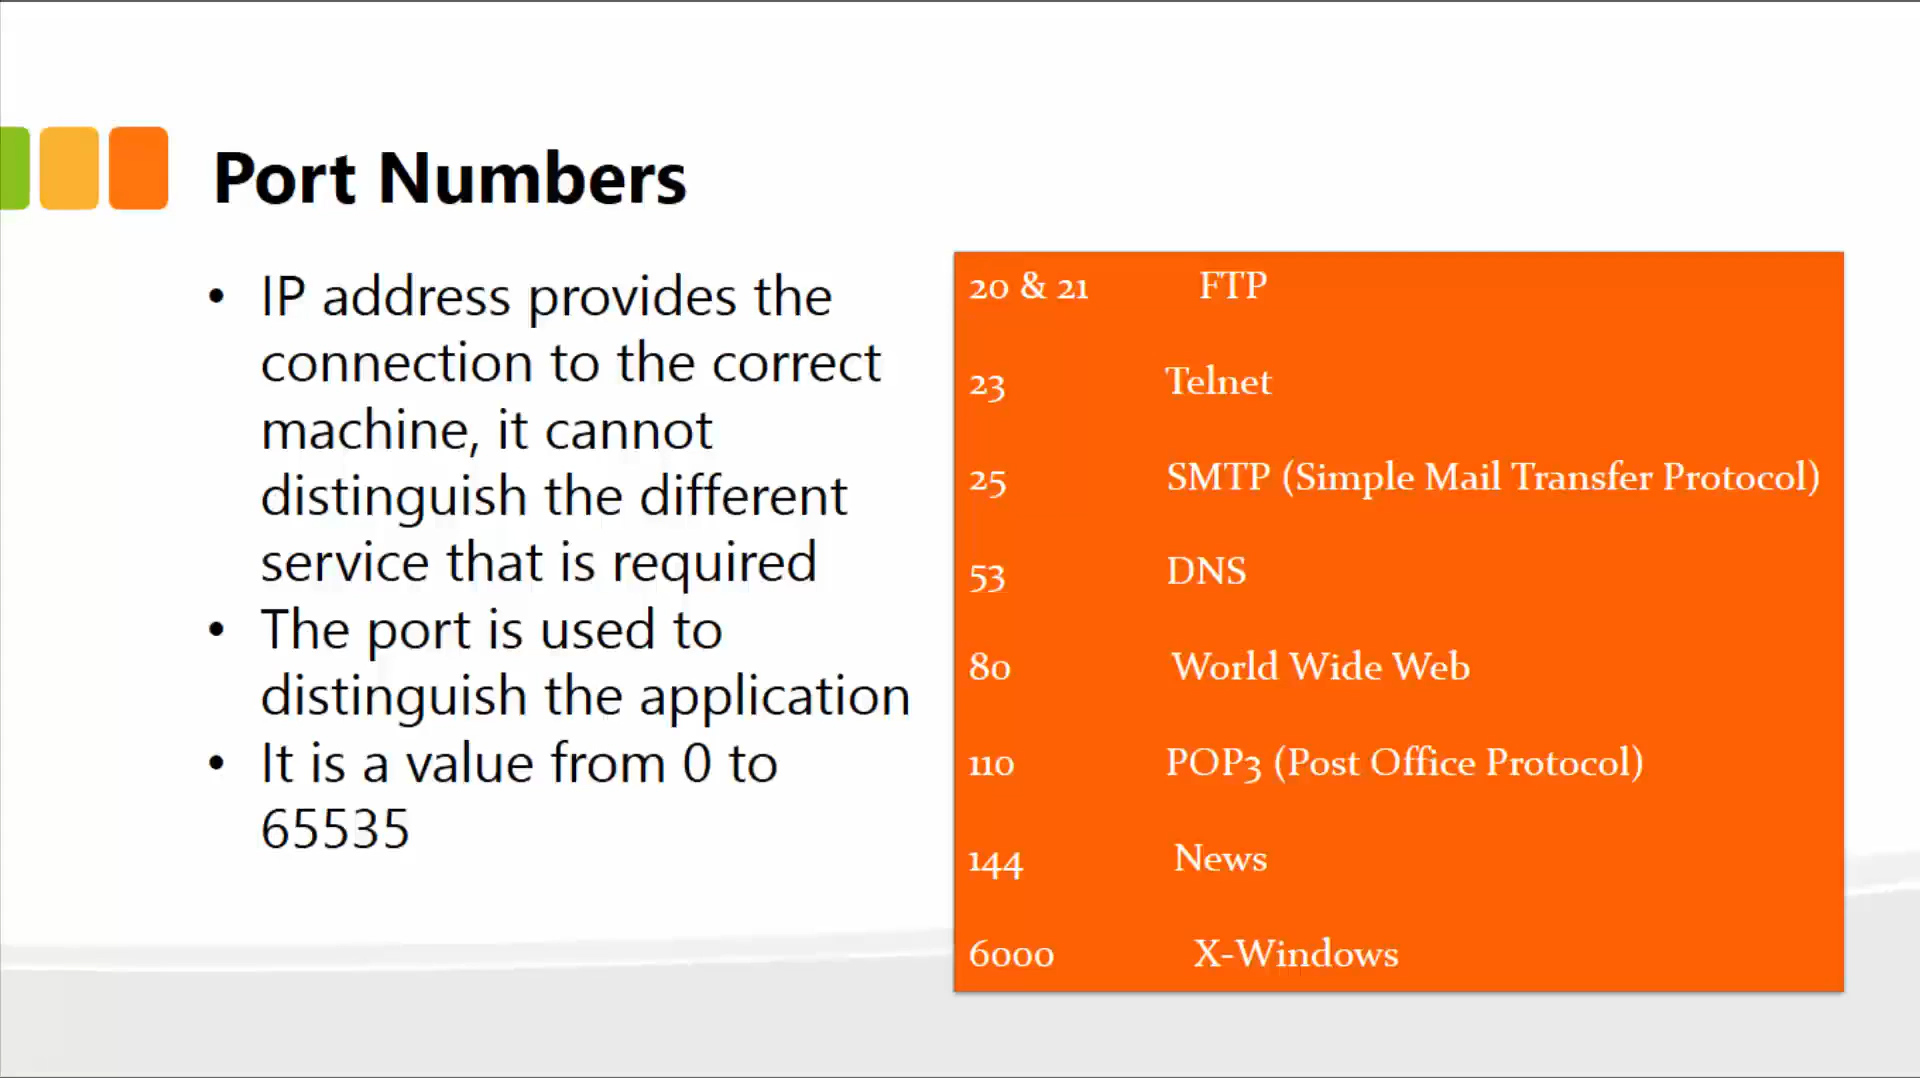 Port Numbers
• IP address provides the
connection to the correct
machine, it cannot
distinguish the different
service that is required
• The port is used to
distinguish the application
• It is a value from 0 to
65535
20 & 21 FTP
23 Telnet
25 SMTP (Simple Mail Transfer Protocol)
53 DNS
80 World Wide Web
110 POP3 (Post Office Protocol)
144 News
6000 X-Windows